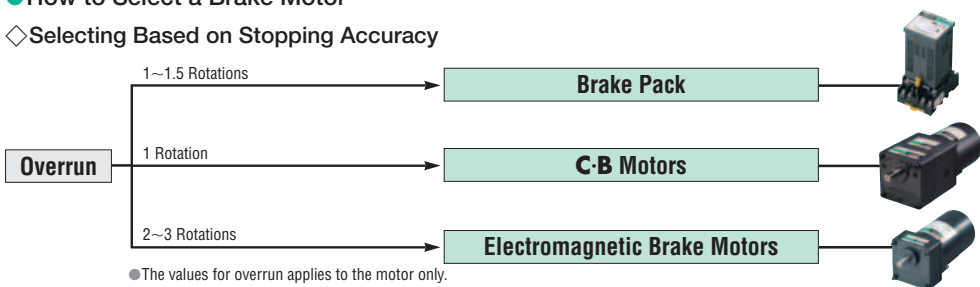 ●How to Select a Brake Motor
◇Selecting Based on Stopping Accuracy
1~1.5 Rotations
Brake Pack
Overrun
1 Rotation
C·B Motors
2~3 Rotations
Electromagnetic Brake Motors
●The values for overrun applies to the motor only.